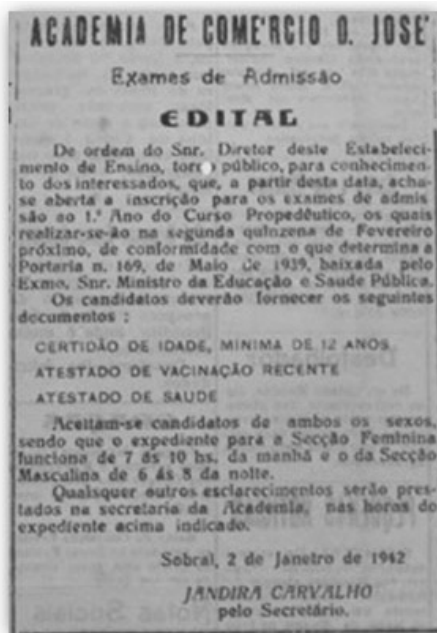 ACADEMIA DE COME'RCIO D. JOSE'
Exames de Admissão
EDITAL
De ordem do Snr. Diretor deste Estabeleci-
mento de Ensino, torno público, para conhecimen-
to dos interessados, que, a partir desta data, acha-
se aberta a inscrição para os exames de admis
são ao 1.º Ano do Curso Propedêutico, os quais
realizar-se-ão na segunda quinzena de Fevereiro
próximo, de conformidade com o que determina a
Portaria n. 169, de Maio de 1939, baixada pelo
Exmo. Snr. Ministro da Educação e Saude Pública.
Os candidatos deverão fornecer os seguintes
documentos :
CERTIDÃO DE IDADE, MINIMA DE 12 ANOS
ATESTADO DE VACINAÇÃO RECENTE
ATESTADO DE SAUDE
Aceitam-se candidatos de ambos os sexos,
sendo que o expediente para a Secção Feminina
funciona de 7 ás 10 hs. da manhã e o da Secção
Masculina de 6 ás 8 da noite.
Quaisquer outros esclarecimentos serão pres-
tados na secretaria da Academia, nas horas do
expediente acima indicado.
Sobral, 2 de Janeiro de 1942
JANDIRA CARVALHO
pelo Secretário.